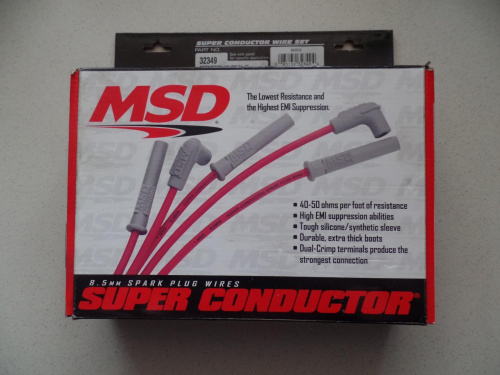 SUPER CONDUCTOR WIRE SET
PART NO.
32349
MSD
The Lowest Resistance and
the Highest EMI Suppression.
40-50 ohms per foot of resistance
High EMI suppression abilities
Tough silicone/synthetic sleeve
Durable, extra thick boots
Dual-Crimp terminals produce the
strongest connection
8.5MM SPARK PLUG WIRES
SUPER CONDUCTOR®